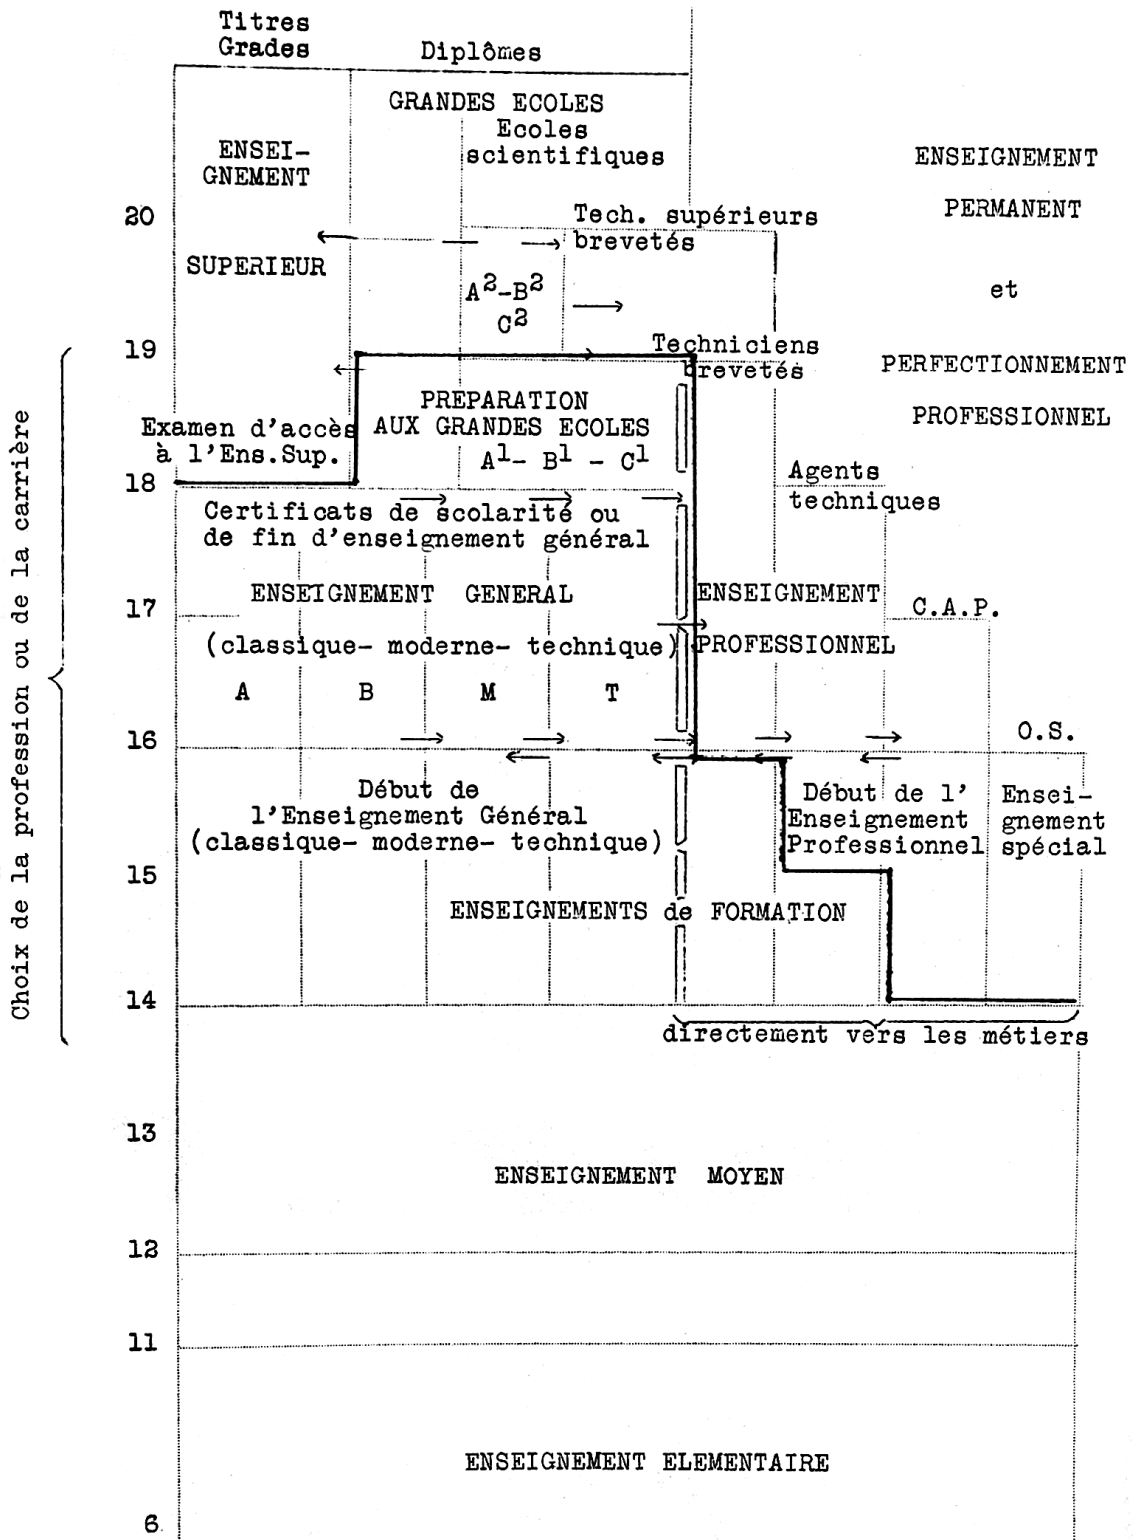 Titres
Grades
Diplômes
GRANDES ECOLES
Ecoles
scientifiques
ENSEI-
GNEMENT
SUPERIEUR
ENSEIGNEMENT
PERMANENT
et
PERFECTIONNEMENT
PROFESSIONNEL
20
Tech. supérieurs
brevetés
A²-B²
C²
19
Techniciens
brevetés
PREPARATION
AUX GRANDES ECOLES
A¹- B¹ - C¹
Examen d'accès
à l'Ens.Sup.
18
Agents
techniques
Certificats de scolarité ou
de fin d'enseignement général
ENSEIGNEMENT GENERAL
(classique- moderne- technique)
A B M T
17
ENSEIGNEMENT
PROFESSIONNEL
C.A.P.
Choix de la profession ou de la carrière
16
O.S.
Début de
l'Enseignement Général
(classique- moderne- technique)
Début de l'
Enseignement
Professionnel
Ensei-
gnement
spécial
15
ENSEIGNEMENTS de FORMATION
14
directement vers les métiers
13
ENSEIGNEMENT MOYEN
12
11
ENSEIGNEMENT ELEMENTAIRE
6